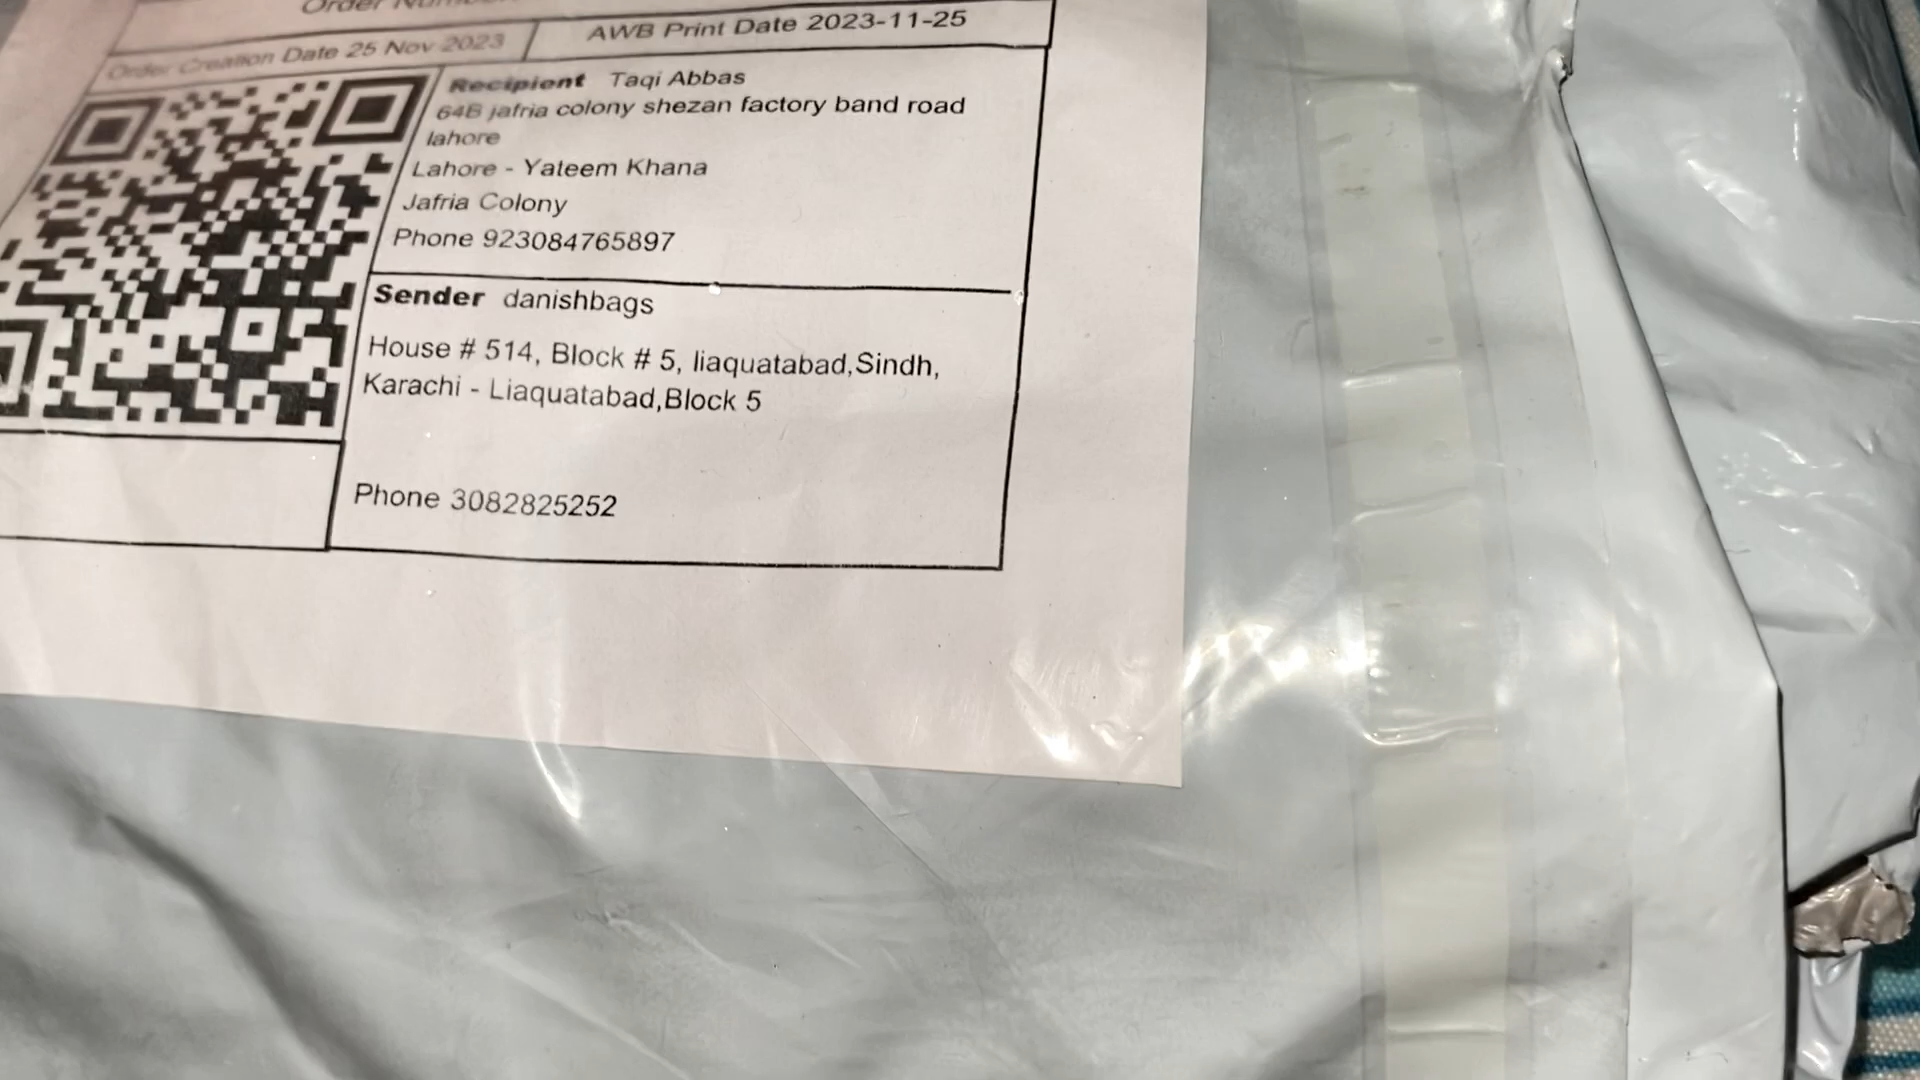 Order Number
Order Creation Date 25 Nov 2023
AWB Print Date 2023-11-25
Recipient Taqi Abbas
64B jafria colony shezan factory band road
lahore
Lahore - Yateem Khana
Jafria Colony
Phone 923084765897
Sender danishbags
House # 514, Block # 5, liaquatabad,Sindh,
Karachi - Liaquatabad,Block 5
Phone 3082825252